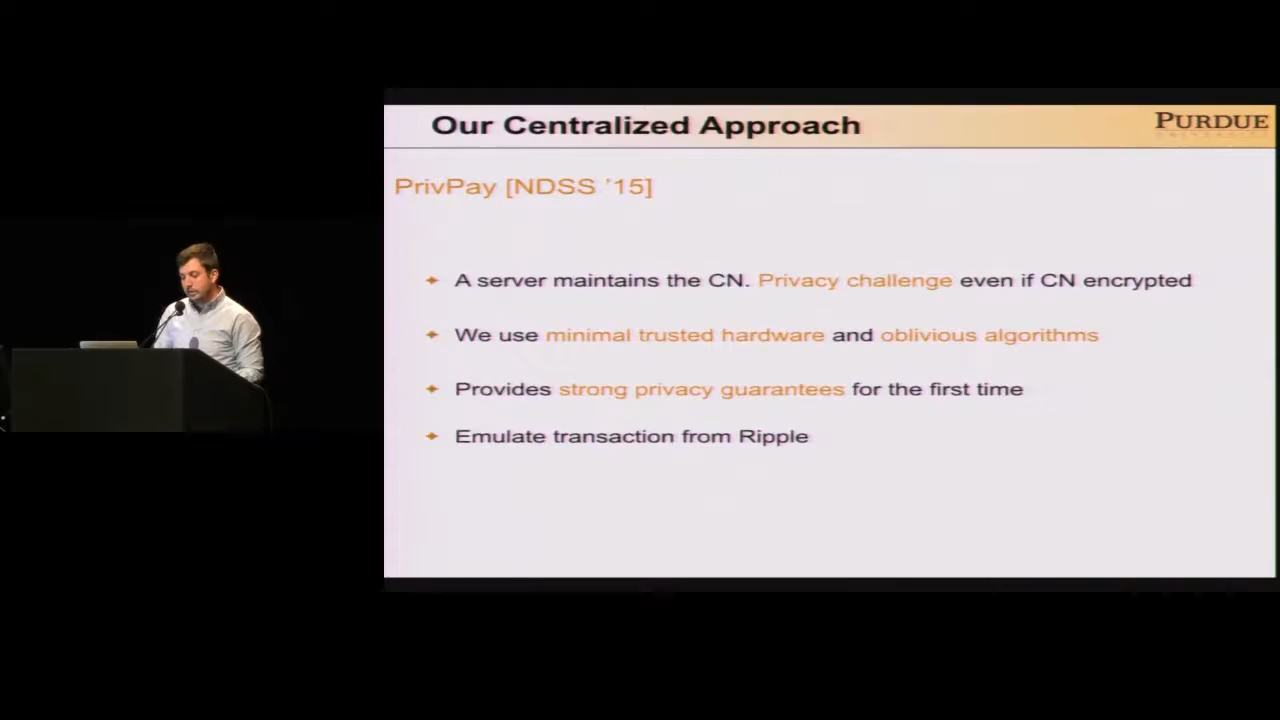 Our Centralized Approach
PURDUE
PrivPay [NDSS '15]
A server maintains the CN. Privacy challenge even if CN encrypted
We use minimal trusted hardware and oblivious algorithms
Provides strong privacy guarantees for the first time
Emulate transaction from Ripple